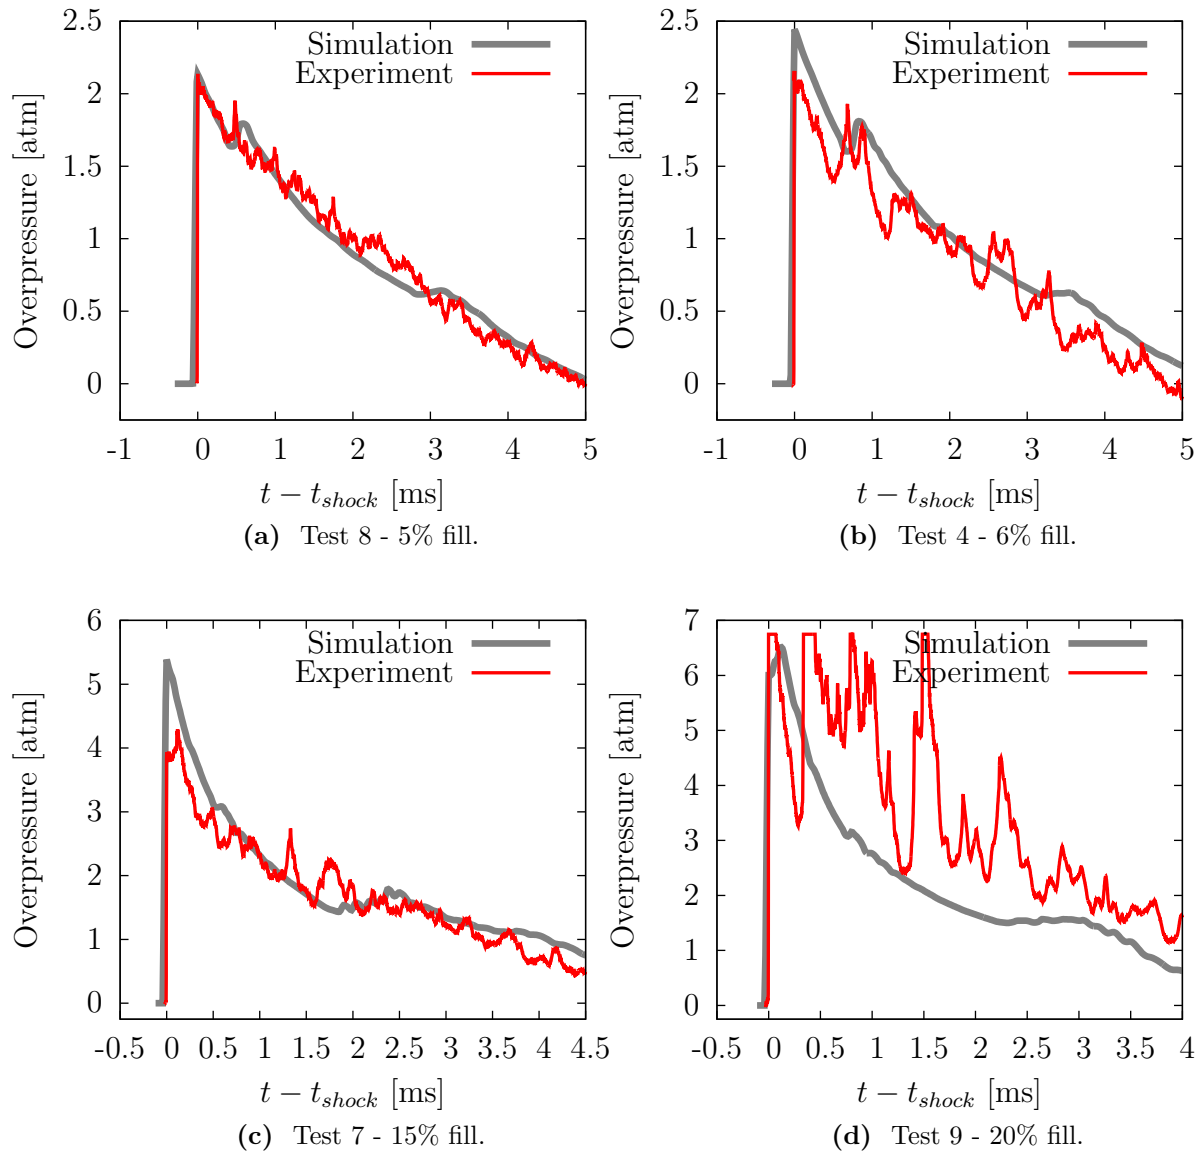 2.5
2
1.5
1
0.5
0
-1 0 1 2 3 4 5
Overpressure [atm]
t − t_shock [ms]
Simulation
Experiment
(a) Test 8 - 5% fill.
2.5
2
1.5
1
0.5
0
-1 0 1 2 3 4 5
Overpressure [atm]
t − t_shock [ms]
Simulation
Experiment
(b) Test 4 - 6% fill.
6
5
4
3
2
1
0
-0.5 0 0.5 1 1.5 2 2.5 3 3.5 4 4.5
Overpressure [atm]
t − t_shock [ms]
Simulation
Experiment
(c) Test 7 - 15% fill.
7
6
5
4
3
2
1
0
-0.5 0 0.5 1 1.5 2 2.5 3 3.5 4
Overpressure [atm]
t − t_shock [ms]
Simulation
Experiment
(d) Test 9 - 20% fill.